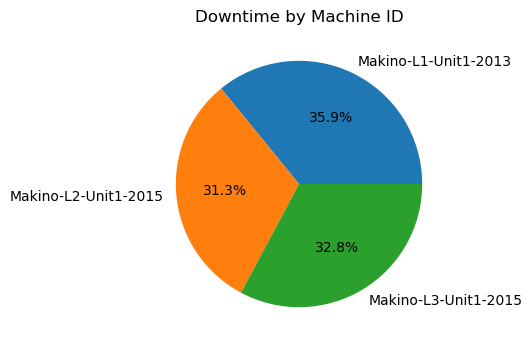 Downtime by Machine ID
Makino-L1-Unit1-2013
35.9%
Makino-L2-Unit1-2015
31.3%
32.8%
Makino-L3-Unit1-2015